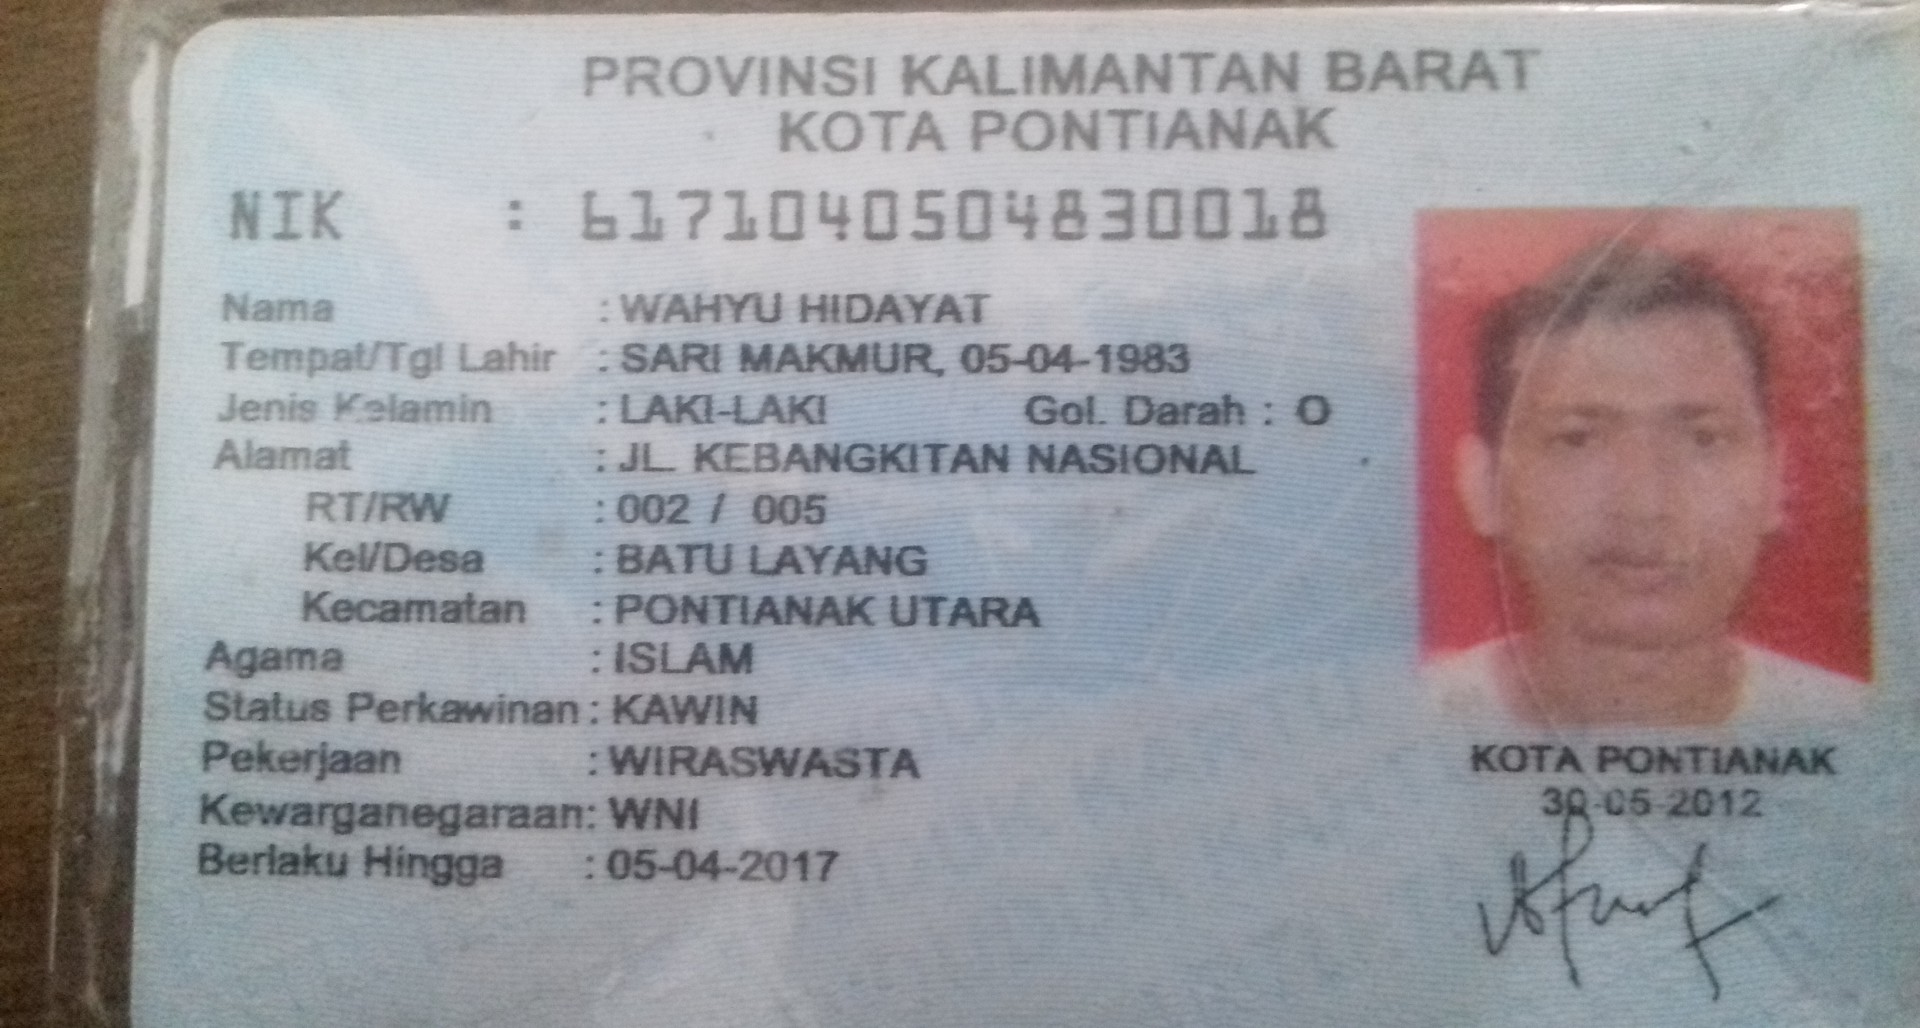 PROVINSI KALIMANTAN BARAT
KOTA PONTIANAK
NIK : 6171040504830018
Nama : WAHYU HIDAYAT
Tempat/Tgl Lahir : SARI MAKMUR, 05-04-1983
Jenis Kelamin : LAKI-LAKI Gol. Darah : O
Alamat : JL. KEBANGKITAN NASIONAL
RT/RW : 002 / 005
Kel/Desa : BATU LAYANG
Kecamatan : PONTIANAK UTARA
Agama : ISLAM
Status Perkawinan : KAWIN
Pekerjaan : WIRASWASTA
Kewarganegaraan: WNI
Berlaku Hingga : 05-04-2017
KOTA PONTIANAK
30-05-2012